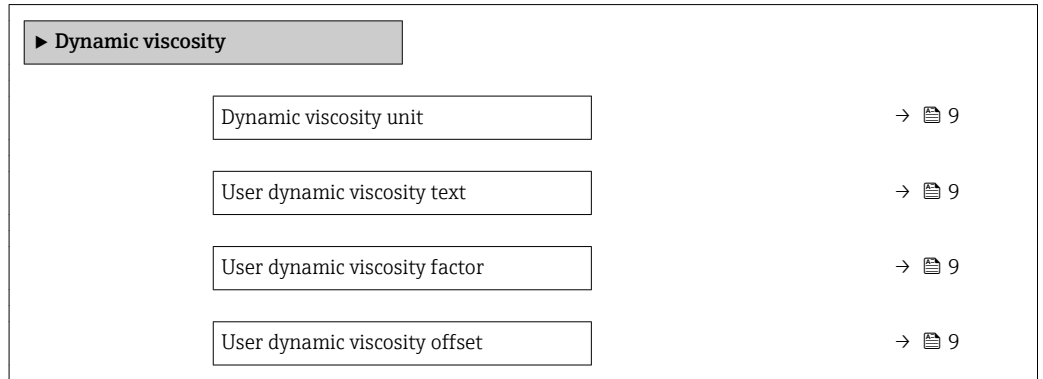 ► Dynamic viscosity
Dynamic viscosity unit → 9
User dynamic viscosity text → 9
User dynamic viscosity factor → 9
User dynamic viscosity offset → 9